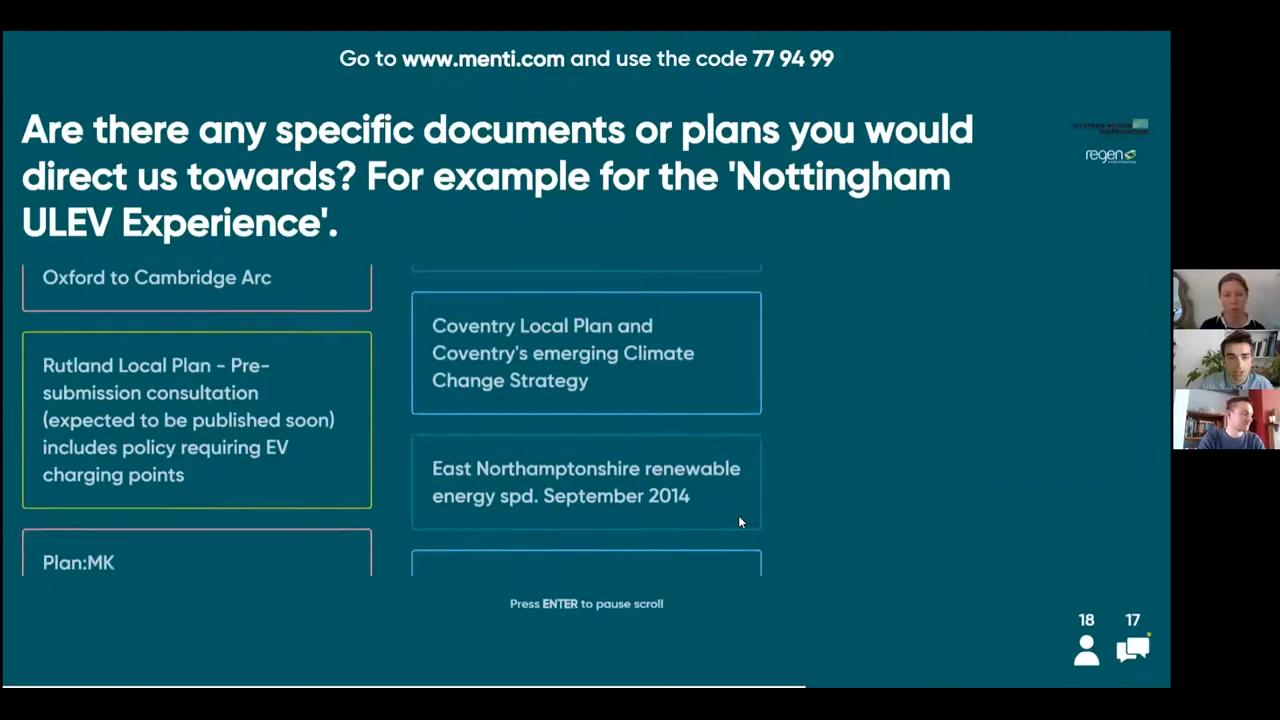 Go to www.menti.com and use the code 77 94 99
Are there any specific documents or plans you would
direct us towards? For example for the 'Nottingham
ULEV Experience'.
regen
Oxford to Cambridge Arc
Rutland Local Plan - Pre-
submission consultation
(expected to be published soon)
includes policy requiring EV
charging points
Plan:MK
Coventry Local Plan and
Coventry's emerging Climate
Change Strategy
East Northamptonshire renewable
energy spd. September 2014
Press ENTER to pause scroll
18
17